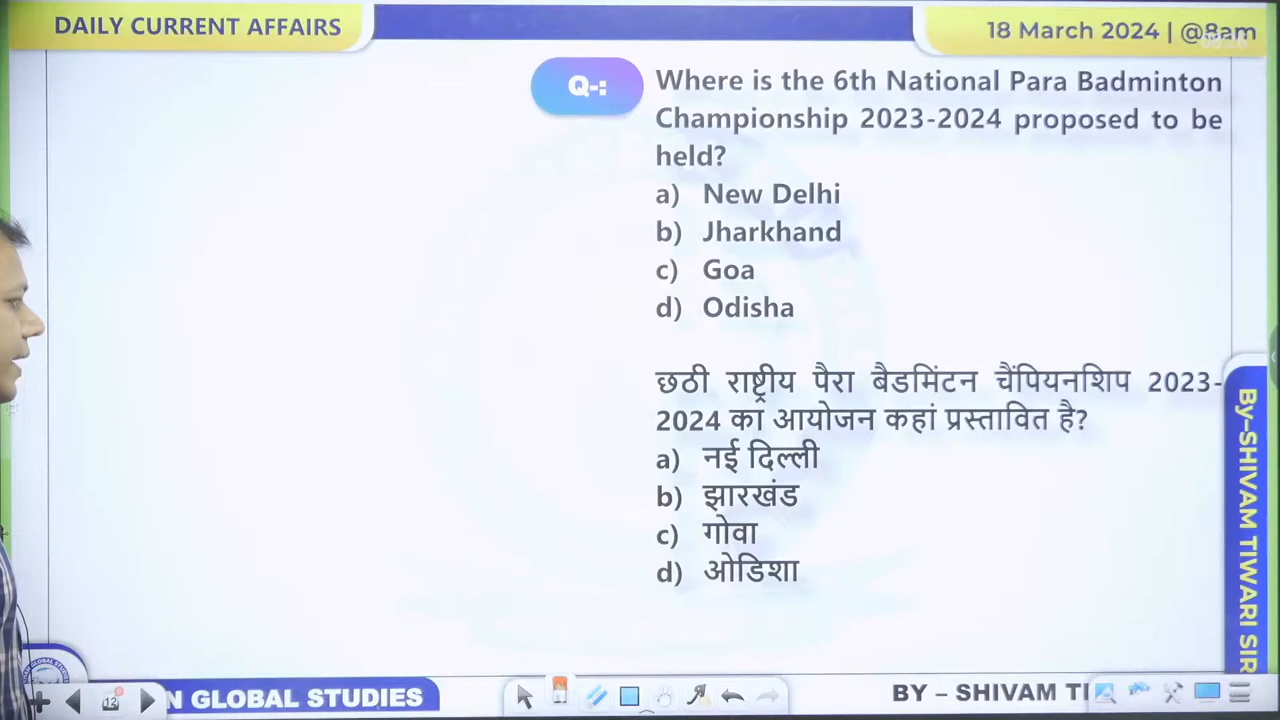 DAILY CURRENT AFFAIRS
18 March 2024 | @8am
Q-:
Where is the 6th National Para Badminton
Championship 2023-2024 proposed to be
held?
a) New Delhi
b) Jharkhand
c) Goa
d) Odisha
छठी राष्ट्रीय पैरा बैडमिंटन चैंपियनशिप 2023-
2024 का आयोजन कहां प्रस्तावित है?
a) नई दिल्ली
b) झारखंड
c) गोवा
d) ओडिशा
By–SHIVAM TIWARI SIR
N GLOBAL STUDIES
12
BY – SHIVAM TI